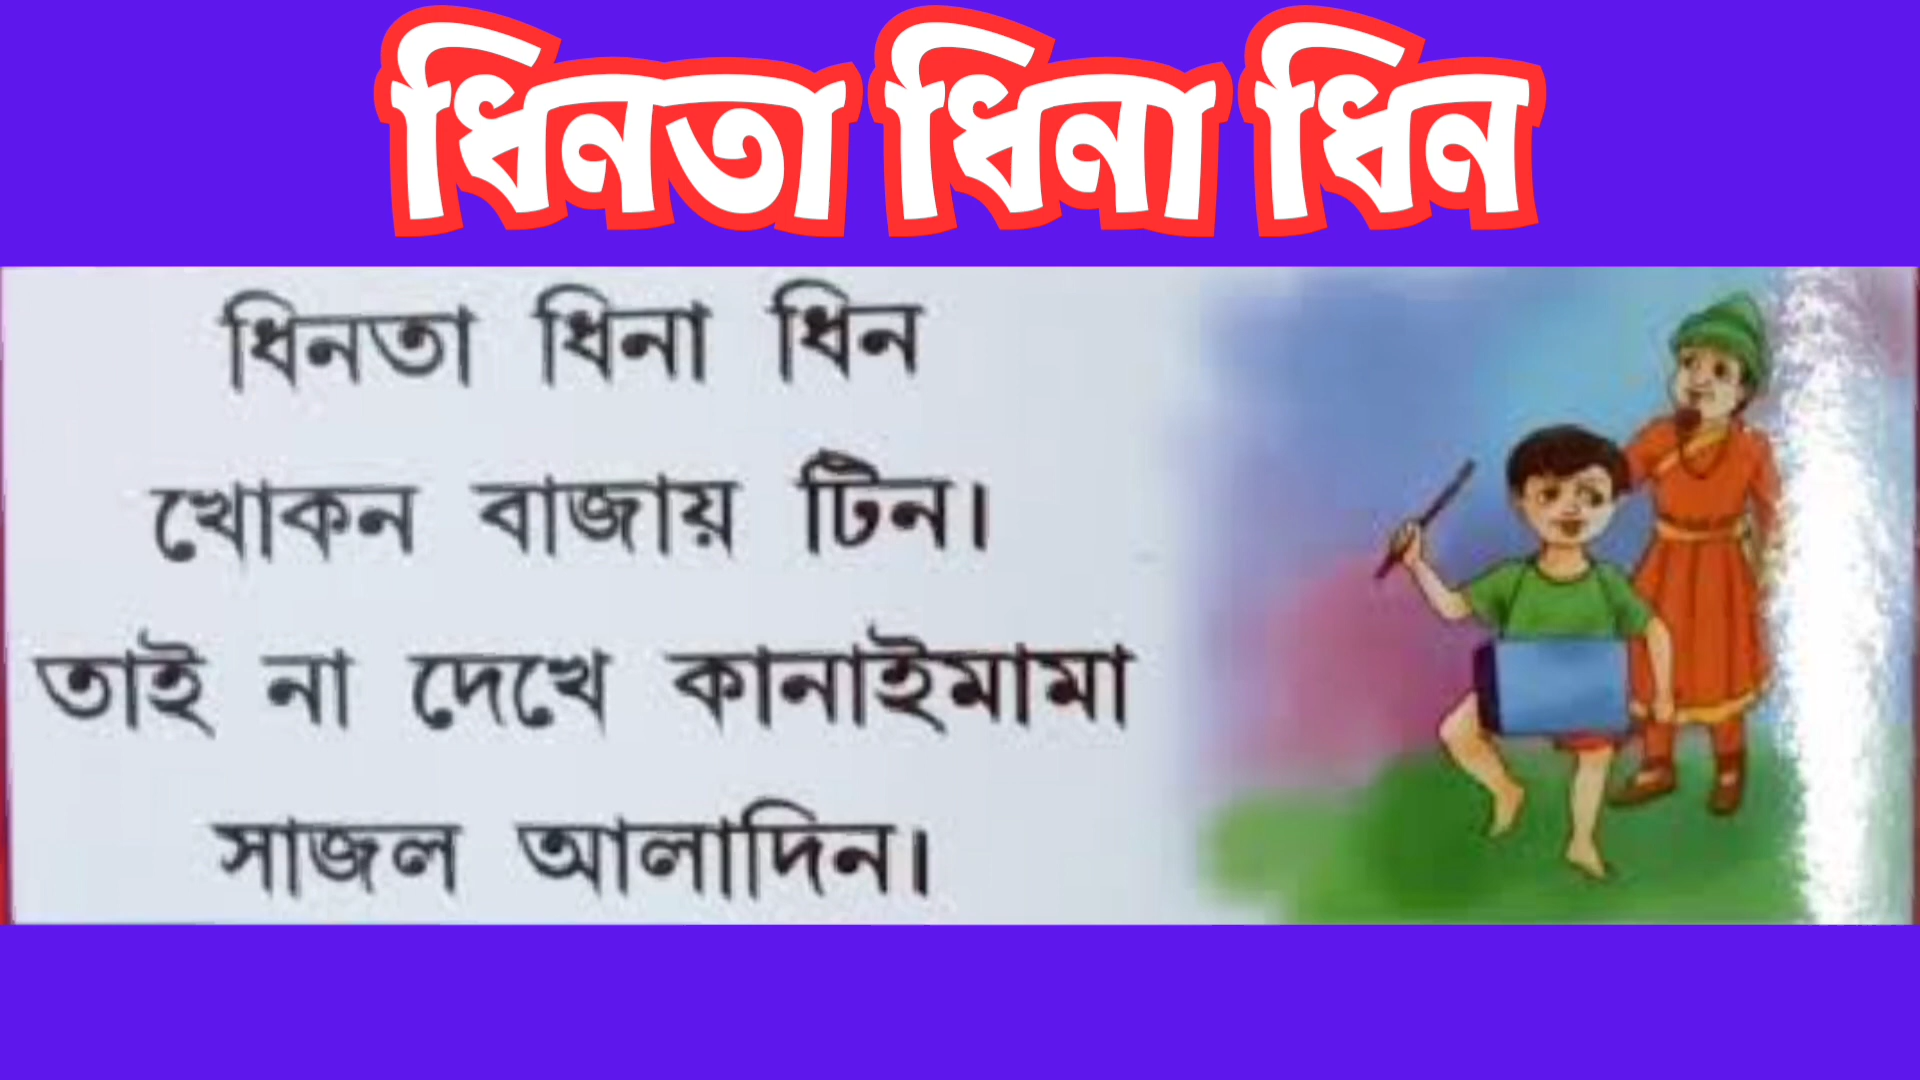 ধিনতা ধিনা ধিন
ধিনতা ধিনা ধিন
খোকন বাজায় টিন।
তাই না দেখে কানাইমামা
সাজল আলাদিন।